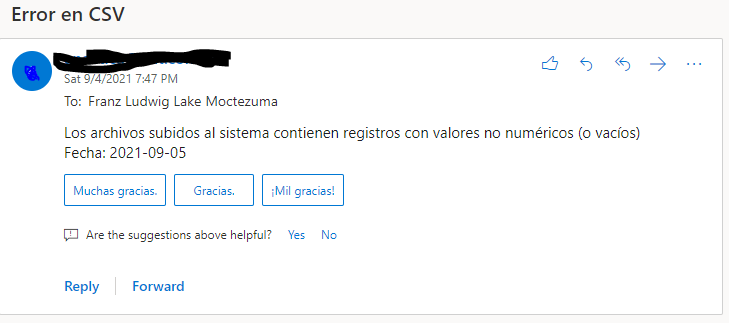 Error en CSV
Sat 9/4/2021 7:47 PM
To: Franz Ludwig Lake Moctezuma
Los archivos subidos al sistema contienen registros con valores no numéricos (o vacíos)
Fecha: 2021-09-05
Muchas gracias. Gracias. ¡Mil gracias!
Are the suggestions above helpful? Yes No
Reply Forward